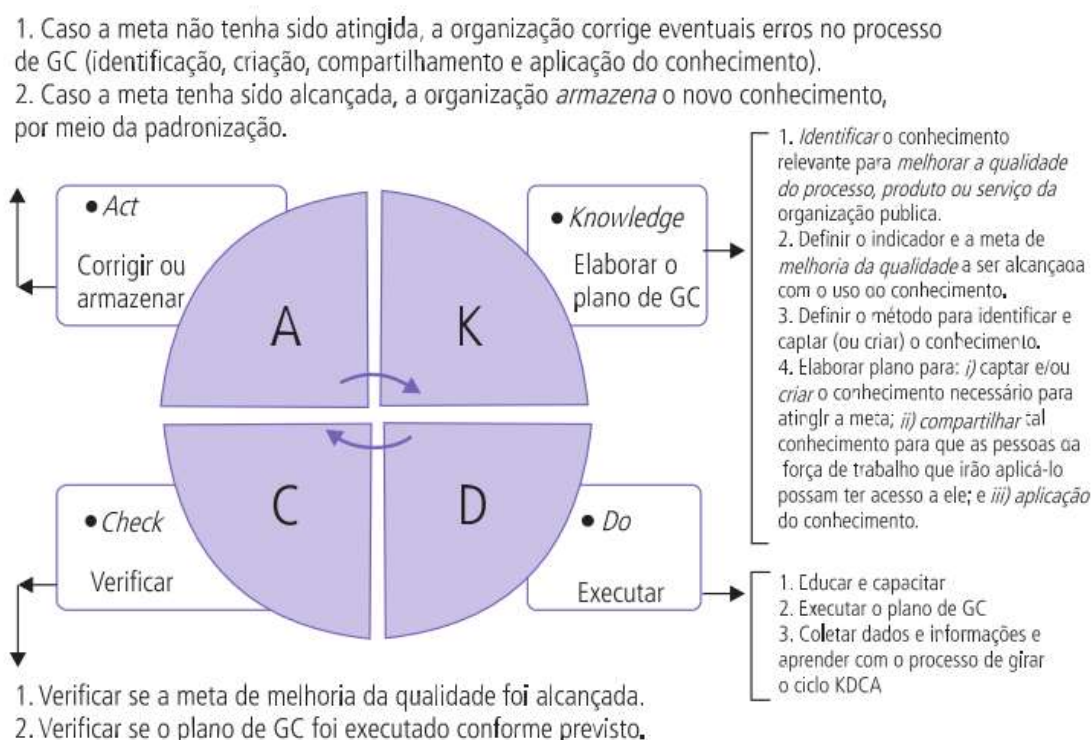 1. Caso a meta não tenha sido atingida, a organização corrige eventuais erros no processo
de GC (identificação, criação, compartilhamento e aplicação do conhecimento).
2. Caso a meta tenha sido alcançada, a organização armazena o novo conhecimento,
por meio da padronização.
• Act
Corrigir ou
armazenar
A
K
• Knowledge
Elaborar o
plano de GC
1. Identificar o conhecimento
relevante para melhorar a qualidade
do processo, produto ou serviço da
organização publica.
2. Definir o indicador e a meta de
melhoria da qualidade a ser alcançada
com o uso do conhecimento.
3. Definir o método para identificar e
captar (ou criar) o conhecimento.
4. Elaborar plano para: i) captar e/ou
criar o conhecimento necessário para
atingir a meta; ii) compartilhar tal
conhecimento para que as pessoas da
força de trabalho que irão aplicá-lo
possam ter acesso a ele; e iii) aplicação
do conhecimento.
• Check
Verificar
C
D
• Do
Executar
1. Educar e capacitar
2. Executar o plano de GC
3. Coletar dados e informações e
aprender com o processo de girar
o ciclo KDCA
1. Verificar se a meta de melhoria da qualidade foi alcançada.
2. Verificar se o plano de GC foi executado conforme previsto.